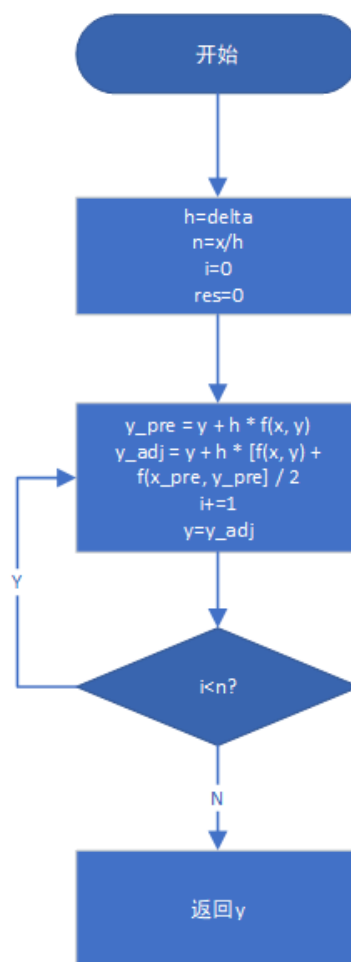 开始
h=delta
n=x/h
i=0
res=0
y_pre = y + h * f(x, y)
y_adj = y + h * [f(x, y) +
f(x_pre, y_pre] / 2
i+=1
y=y_adj
Y
i<n?
N
返回y